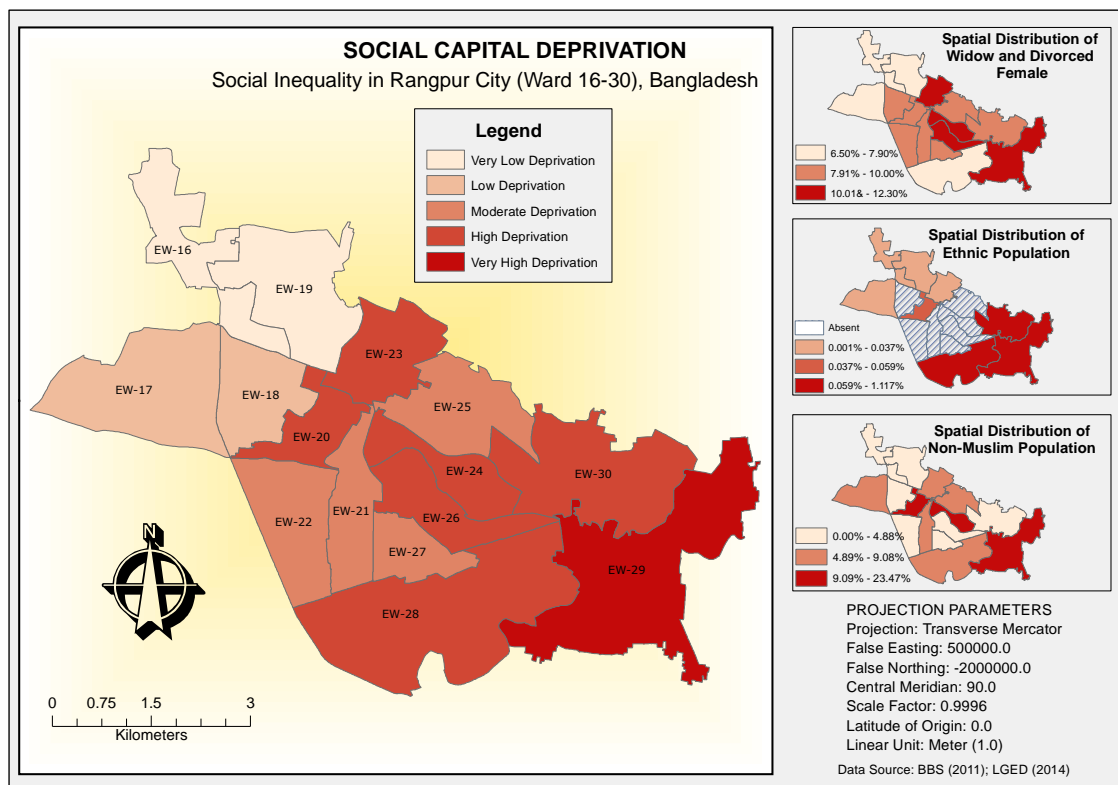 SOCIAL CAPITAL DEPRIVATION
Social Inequality in Rangpur City (Ward 16-30), Bangladesh
Legend
Very Low Deprivation
Low Deprivation
Moderate Deprivation
High Deprivation
Very High Deprivation
EW-16
EW-19
EW-23
EW-17
EW-18
EW-25
EW-20
EW-24
EW-30
EW-21
EW-22
EW-26
EW-27
EW-29
EW-28
N
0 0.75 1.5 3
Kilometers
Spatial Distribution of
Widow and Divorced
Female
6.50% - 7.90%
7.91% - 10.00%
10.01& - 12.30%
Spatial Distribution of
Ethnic Population
Absent
0.001% - 0.037%
0.037% - 0.059%
0.059% - 1.117%
Spatial Distribution of
Non-Muslim Population
0.00% - 4.88%
4.89% - 9.08%
9.09% - 23.47%
PROJECTION PARAMETERS
Projection: Transverse Mercator
False Easting: 500000.0
False Northing: -2000000.0
Central Meridian: 90.0
Scale Factor: 0.9996
Latitude of Origin: 0.0
Linear Unit: Meter (1.0)
Data Source: BBS (2011); LGED (2014)